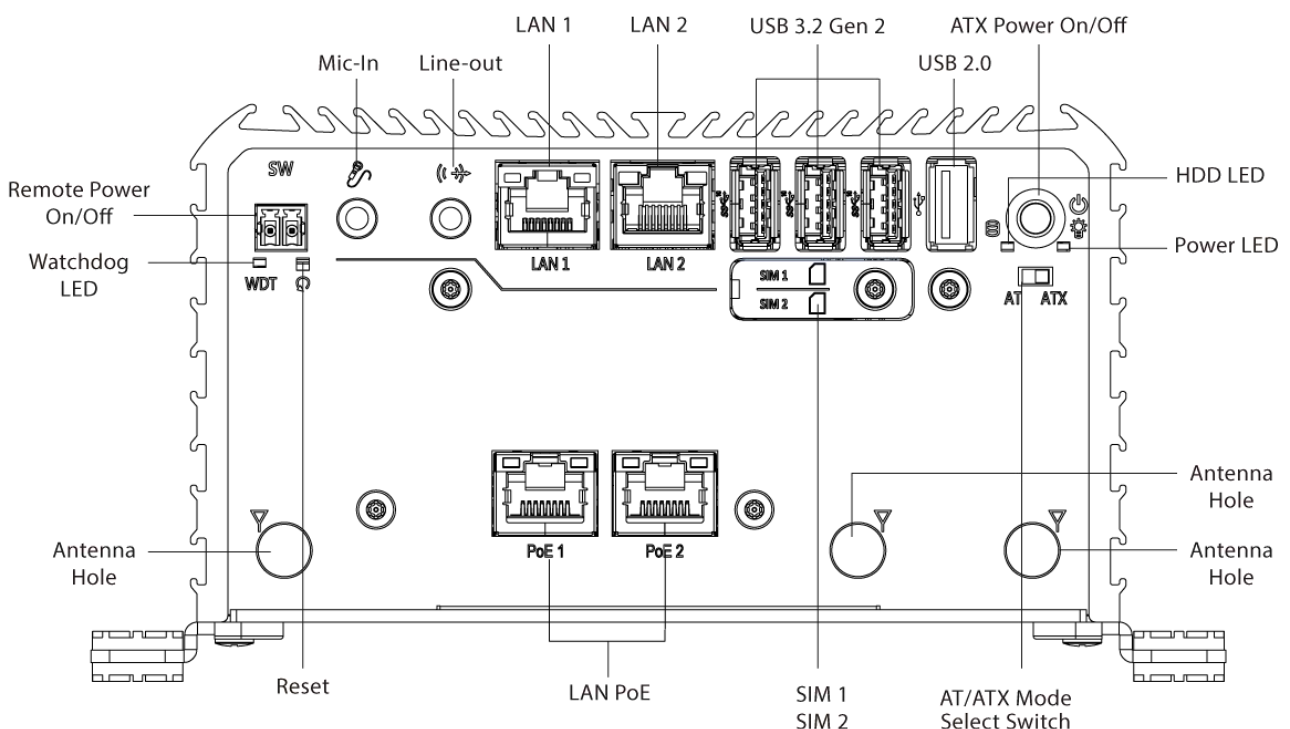 LAN 1
LAN 2
USB 3.2 Gen 2
ATX Power On/Off
Mic-In
Line-out
USB 2.0
SW
Remote Power
On/Off
HDD LED
Power LED
Watchdog
LED
WDT
LAN 1
LAN 2
SIM 1
SIM 2
AT
ATX
Antenna
Hole
PoE 1
PoE 2
Antenna
Hole
Antenna
Hole
Reset
LAN PoE
SIM 1
SIM 2
AT/ATX Mode
Select Switch